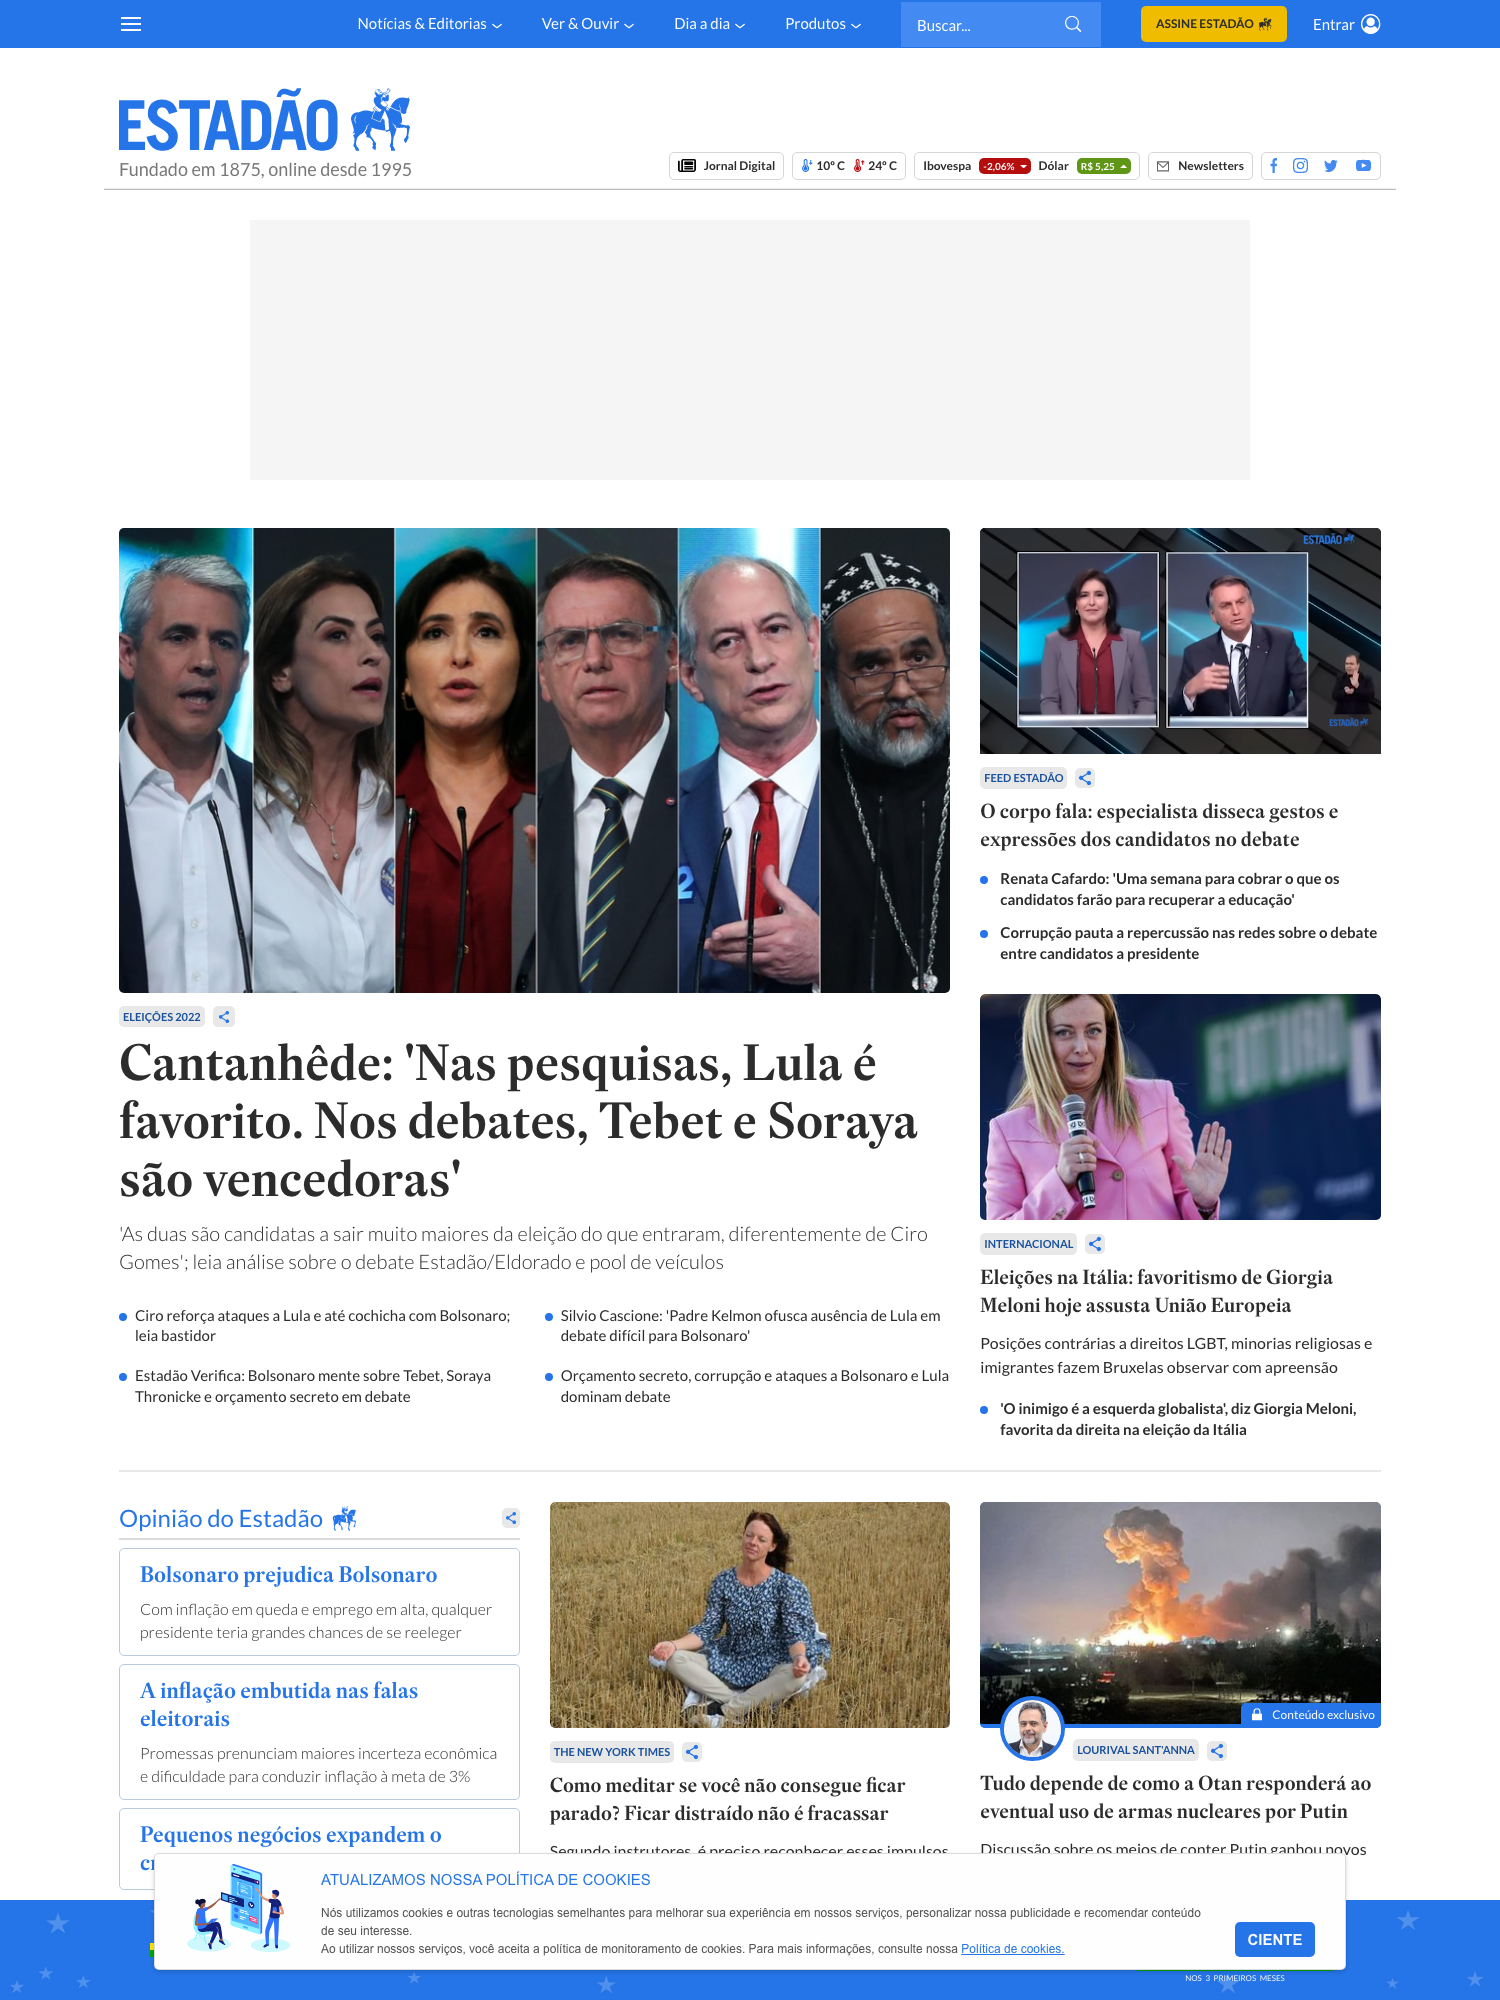 Notícias & Editorias
Ver & Ouvir
Dia a dia
Produtos
Buscar...
ASSINE ESTADÃO
Entrar
ESTADÃO
Fundado em 1875, online desde 1995
Jornal Digital
10º C 24º C
Ibovespa -2,06% Dólar R$ 5,25
Newsletters
ESTADÃO
ESTADÃO
FEED ESTADÃO
O corpo fala: especialista disseca gestos e
expressões dos candidatos no debate
Renata Cafardo: 'Uma semana para cobrar o que os
candidatos farão para recuperar a educação'
Corrupção pauta a repercussão nas redes sobre o debate
entre candidatos a presidente
ELEIÇÕES 2022
Cantanhêde: 'Nas pesquisas, Lula é
favorito. Nos debates, Tebet e Soraya
são vencedoras'
'As duas são candidatas a sair muito maiores da eleição do que entraram, diferentemente de Ciro
Gomes'; leia análise sobre o debate Estadão/Eldorado e pool de veículos
Ciro reforça ataques a Lula e até cochicha com Bolsonaro;
leia bastidor
Silvio Cascione: 'Padre Kelmon ofusca ausência de Lula em
debate difícil para Bolsonaro'
Estadão Verifica: Bolsonaro mente sobre Tebet, Soraya
Thronicke e orçamento secreto em debate
Orçamento secreto, corrupção e ataques a Bolsonaro e Lula
dominam debate
INTERNACIONAL
Eleições na Itália: favoritismo de Giorgia
Meloni hoje assusta União Europeia
Posições contrárias a direitos LGBT, minorias religiosas e
imigrantes fazem Bruxelas observar com apreensão
'O inimigo é a esquerda globalista', diz Giorgia Meloni,
favorita da direita na eleição da Itália
Opinião do Estadão
Bolsonaro prejudica Bolsonaro
Com inflação em queda e emprego em alta, qualquer
presidente teria grandes chances de se reeleger
A inflação embutida nas falas
eleitorais
Promessas prenunciam maiores incerteza econômica
e dificuldade para conduzir inflação à meta de 3%
Pequenos negócios expandem o
THE NEW YORK TIMES
Como meditar se você não consegue ficar
parado? Ficar distraído não é fracassar
Segundo instrutores, é preciso reconhecer esses impulsos
Conteúdo exclusivo
LOURIVAL SANT'ANNA
Tudo depende de como a Otan responderá ao
eventual uso de armas nucleares por Putin
Discussão sobre os meios de conter Putin ganhou novos
ATUALIZAMOS NOSSA POLÍTICA DE COOKIES
Nós utilizamos cookies e outras tecnologias semelhantes para melhorar sua experiência em nossos serviços, personalizar nossa publicidade e recomendar conteúdo
de seu interesse.
Ao utilizar nossos serviços, você aceita a política de monitoramento de cookies. Para mais informações, consulte nossa Política de cookies.
CIENTE
NOS 3 PRIMEIROS MESES